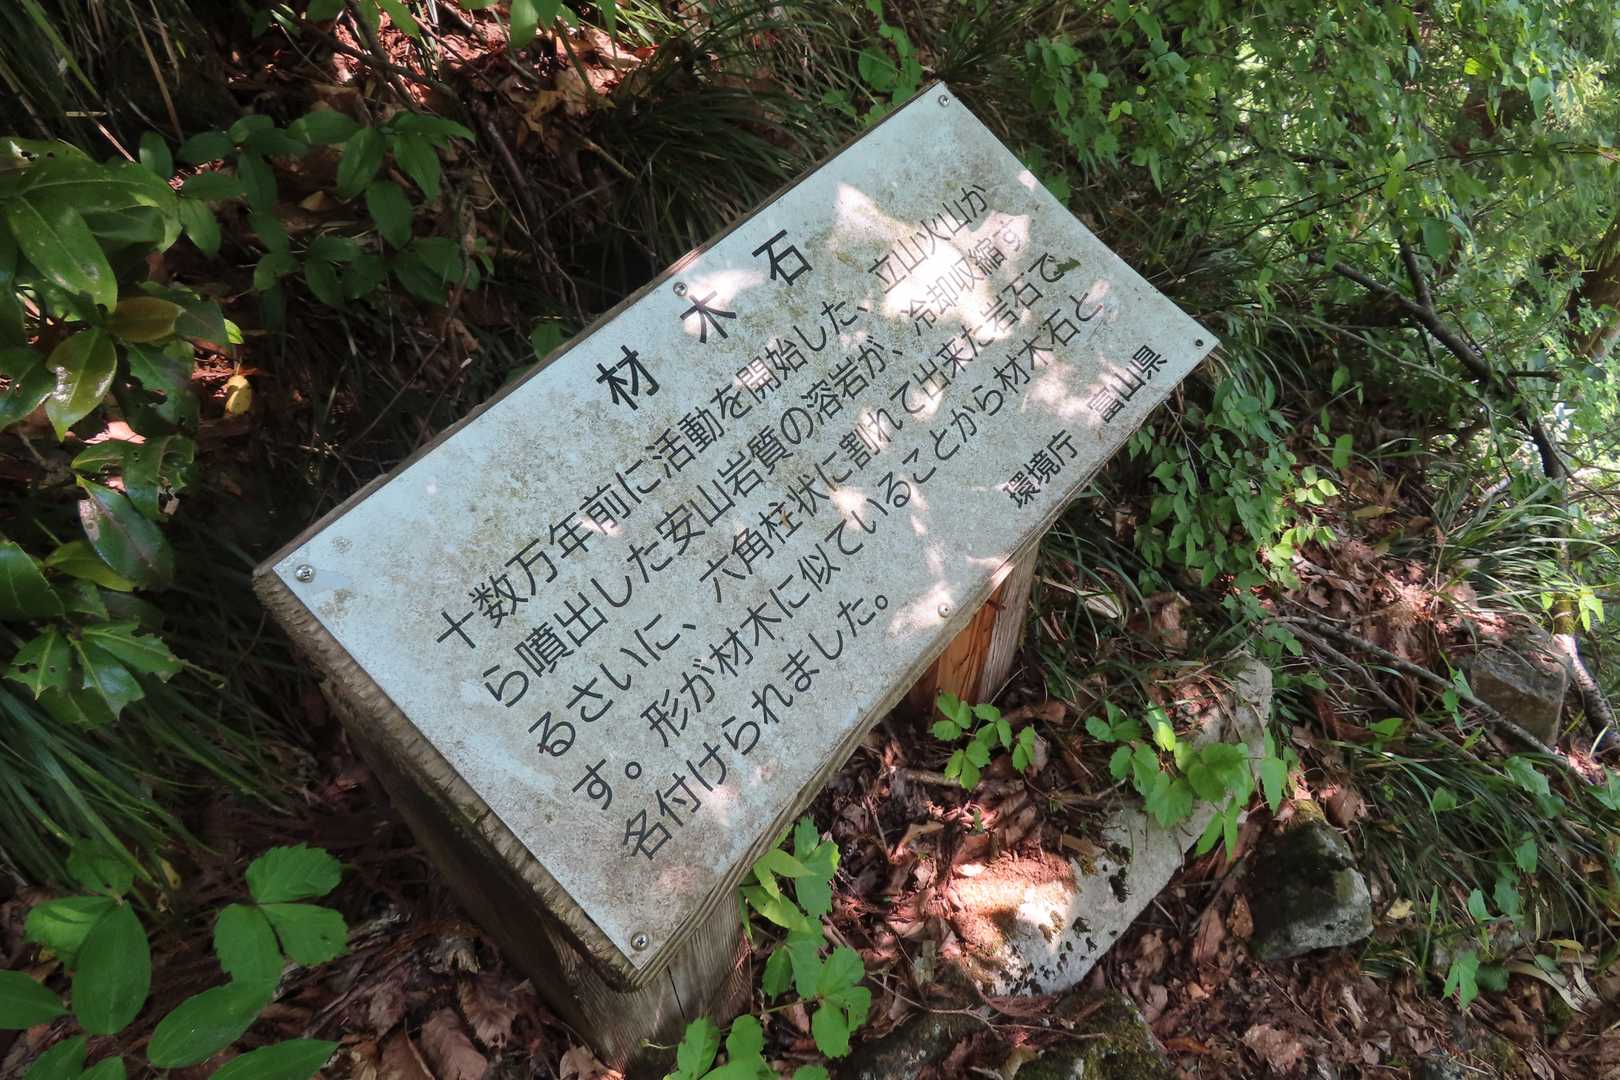 材木石
十数万年前に活動を開始した、立山火山か
ら噴出した安山岩質の溶岩が、冷却収縮す
るさいに、六角柱状に割れて出来た岩石で
す。形が材木に似ていることから材木石と
名付けられました。
環境庁 富山県